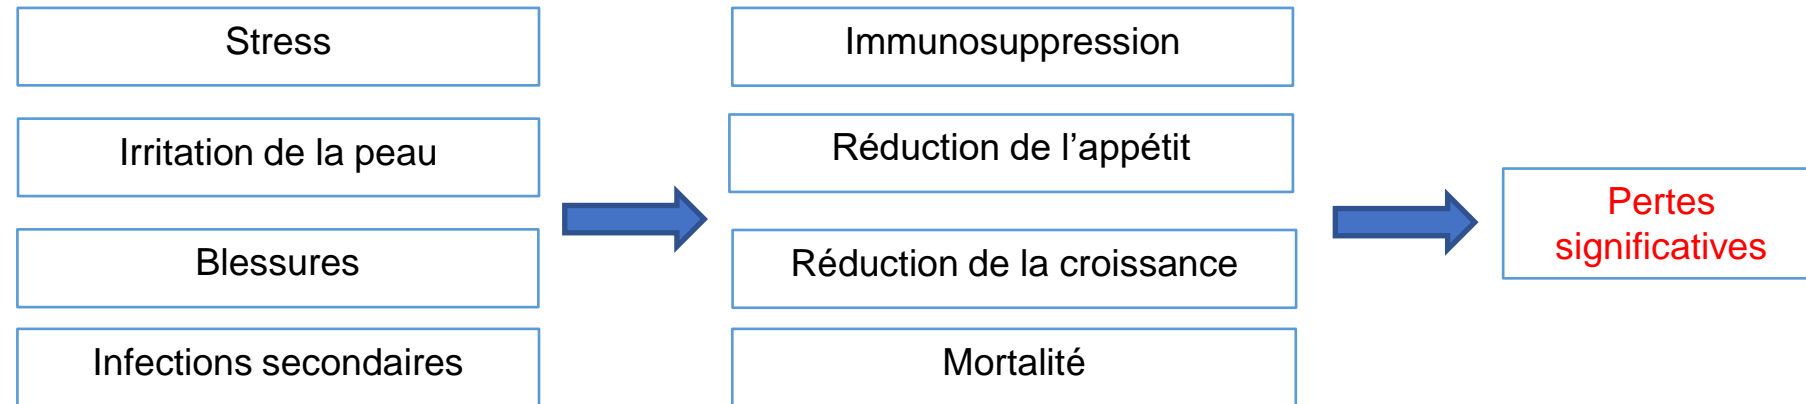 Stress
Irritation de la peau
Blessures
Infections secondaires
Immunosuppression
Réduction de l’appétit
Réduction de la croissance
Mortalité
Pertes
significatives